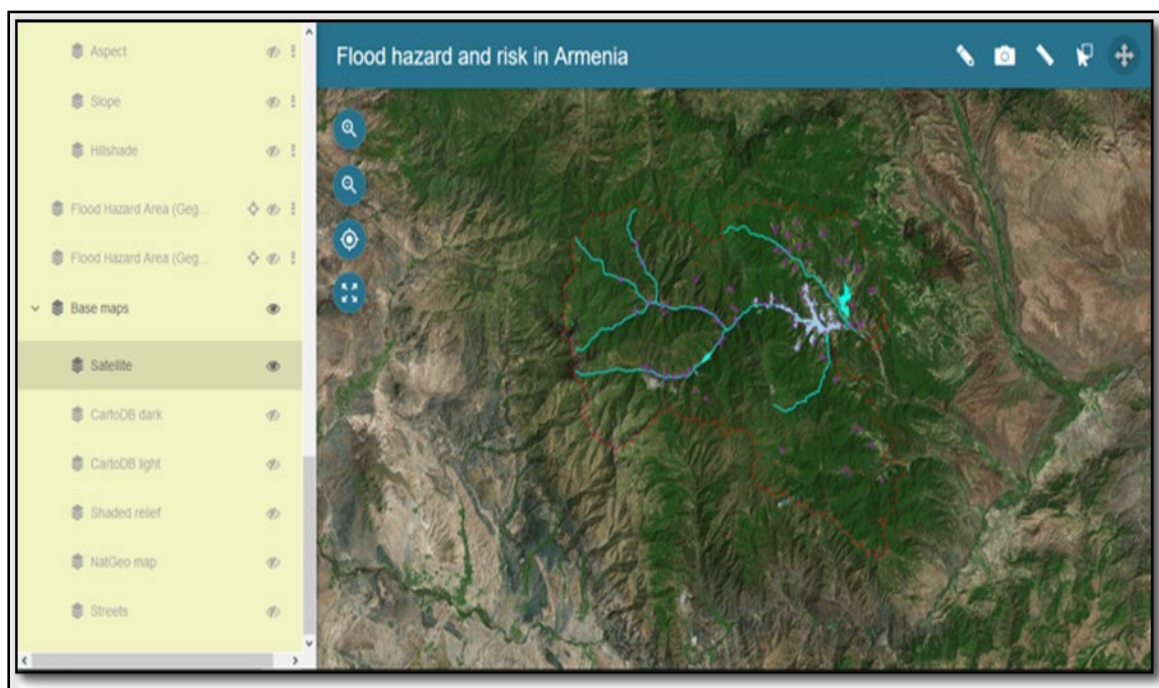 Aspect
Slope
Hillshade
Flood Hazard Area (Geg...
Flood Hazard Area (Geg...
Base maps
Satellite
CartoDB dark
CartoDB light
Shaded relief
NatGeo map
Streets
Flood hazard and risk in Armenia